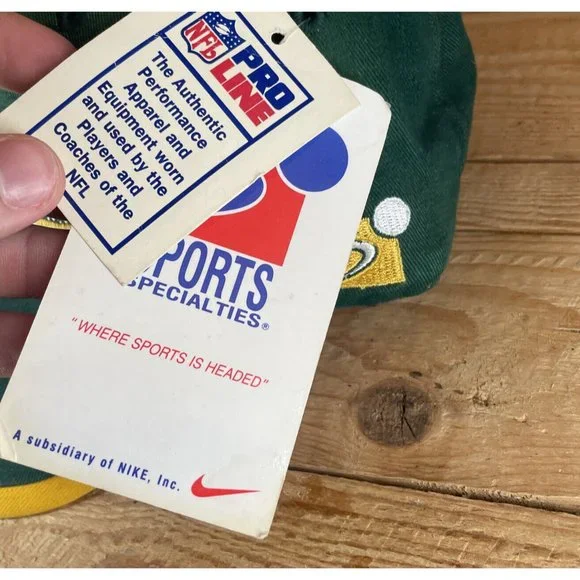 NFL
PRO
LINE
The Authentic
Performance
Apparel and
Equipment worn
and used by the
Players and
Coaches of the
NFL
SPORTS
SPECIALTIES®
"WHERE SPORTS IS HEADED"
A subsidiary of NIKE, Inc.